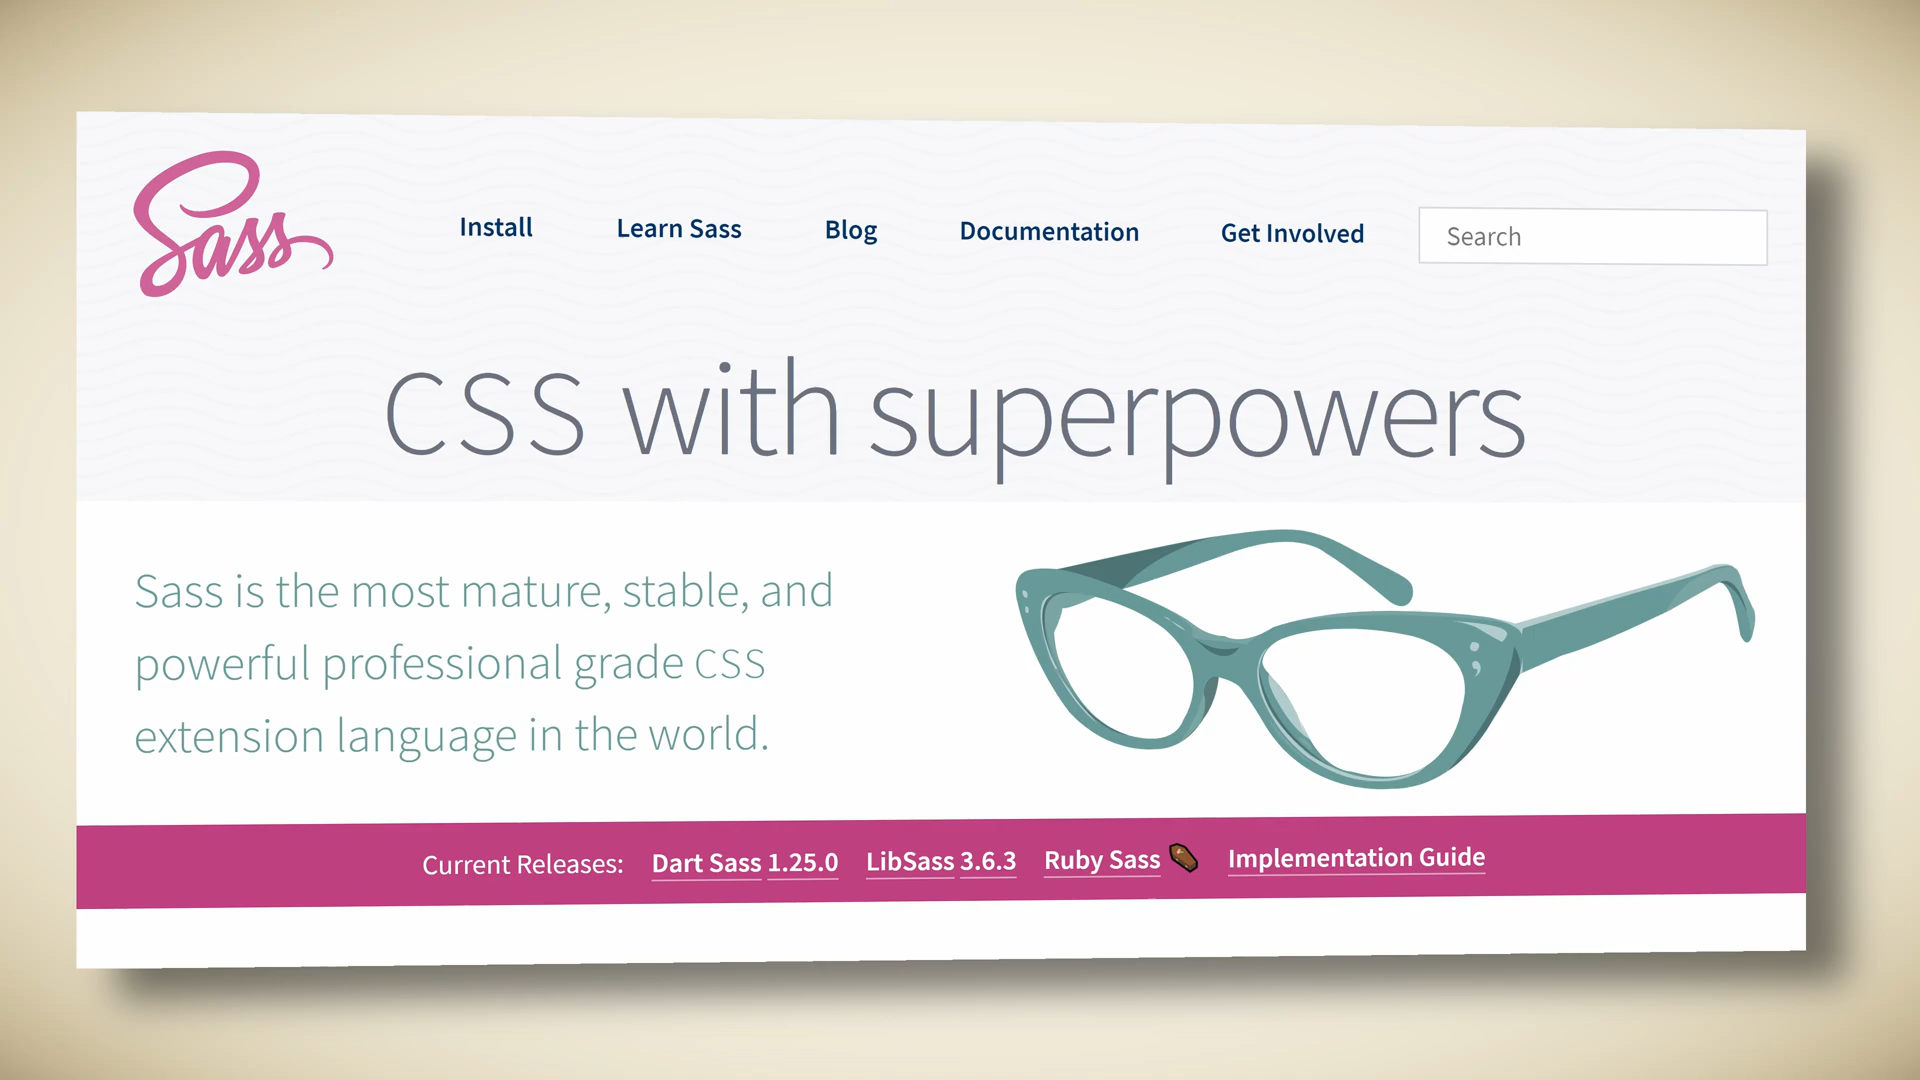 Sass
Install
Learn Sass
Blog
Documentation
Get Involved
Search
CSS with superpowers
Sass is the most mature, stable, and
powerful professional grade CSS
extension language in the world.
Current Releases: Dart Sass 1.25.0 LibSass 3.6.3 Ruby Sass ⚰️ Implementation Guide